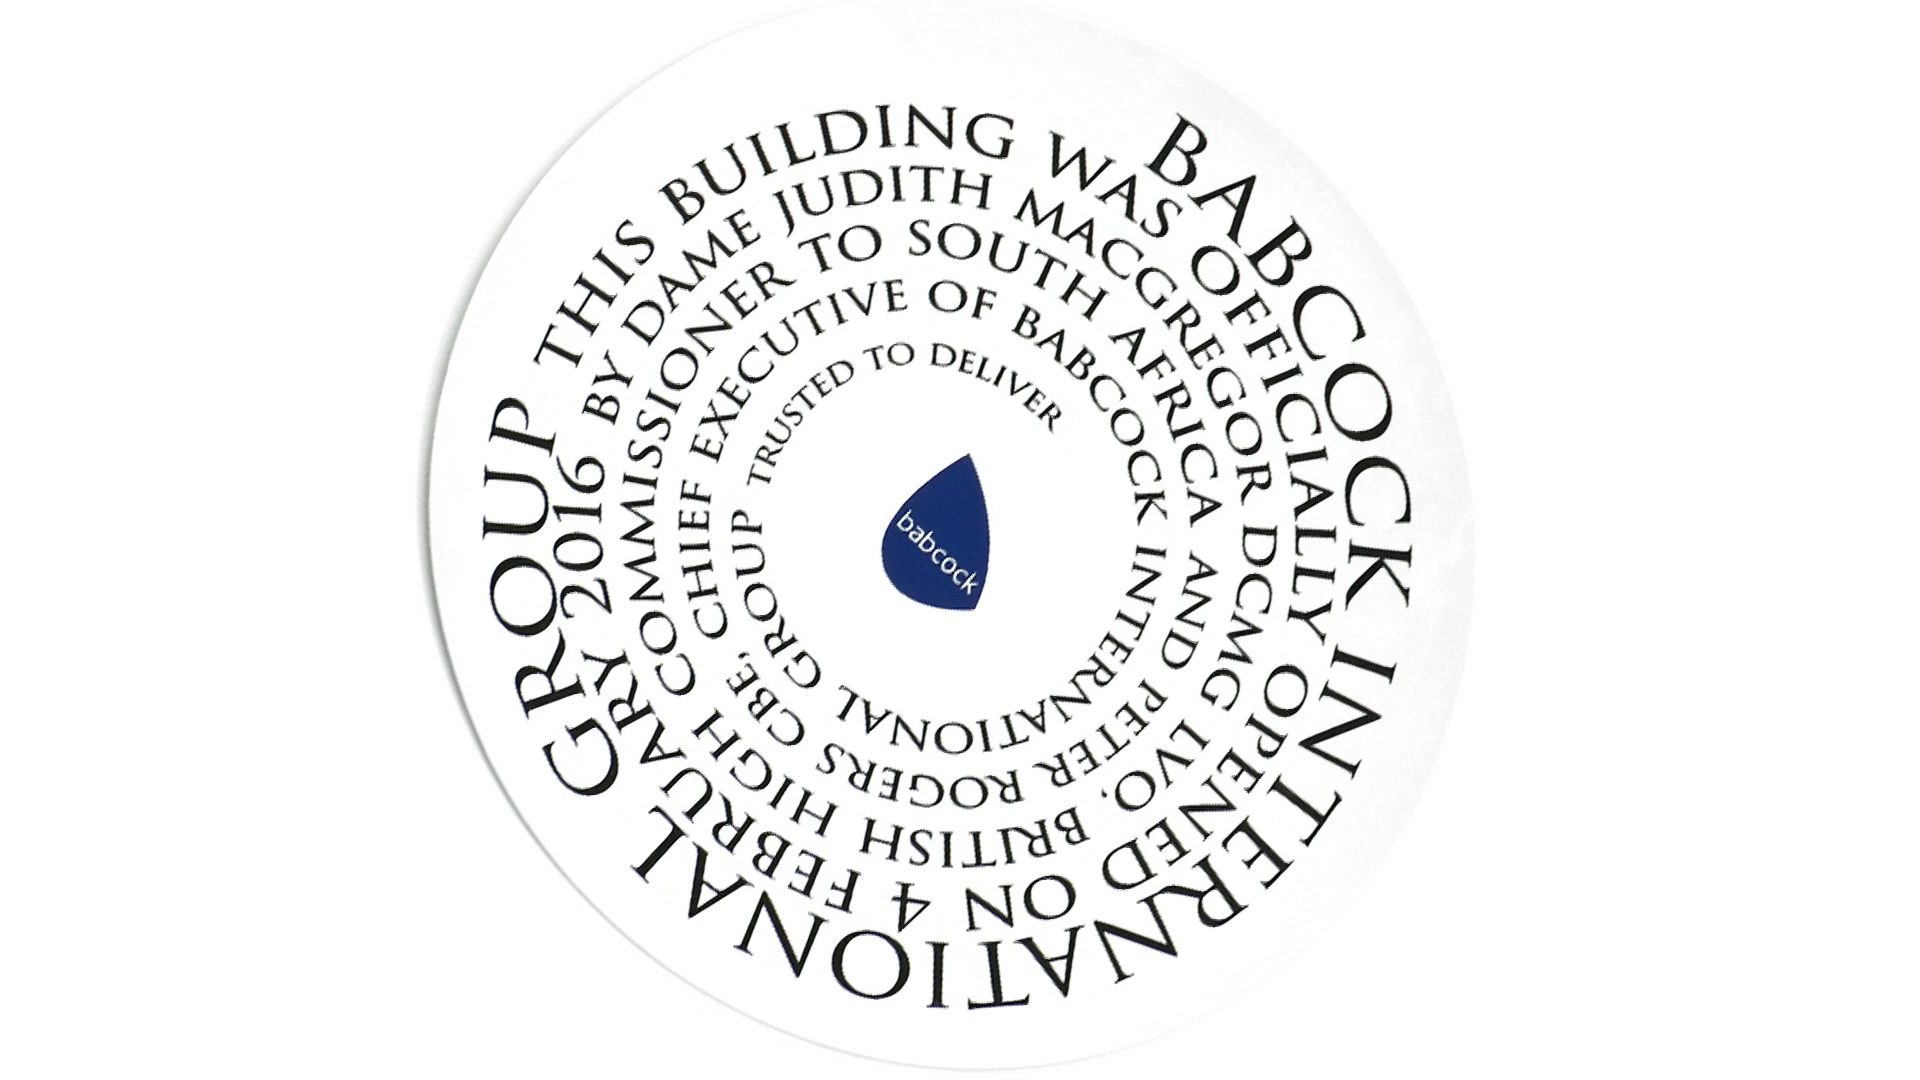 BABCOCK INTERNATIONAL GROUP
THIS BUILDING WAS OFFICIALLY OPENED ON 4 FEBRUARY 2016
BY DAME JUDITH MACGREGOR DCMG LVO, BRITISH HIGH
COMMISSIONER TO SOUTH AFRICA AND PETER ROGERS CBE,
CHIEF EXECUTIVE OF BABCOCK INTERNATIONAL GROUP
TRUSTED TO DELIVER
babcock